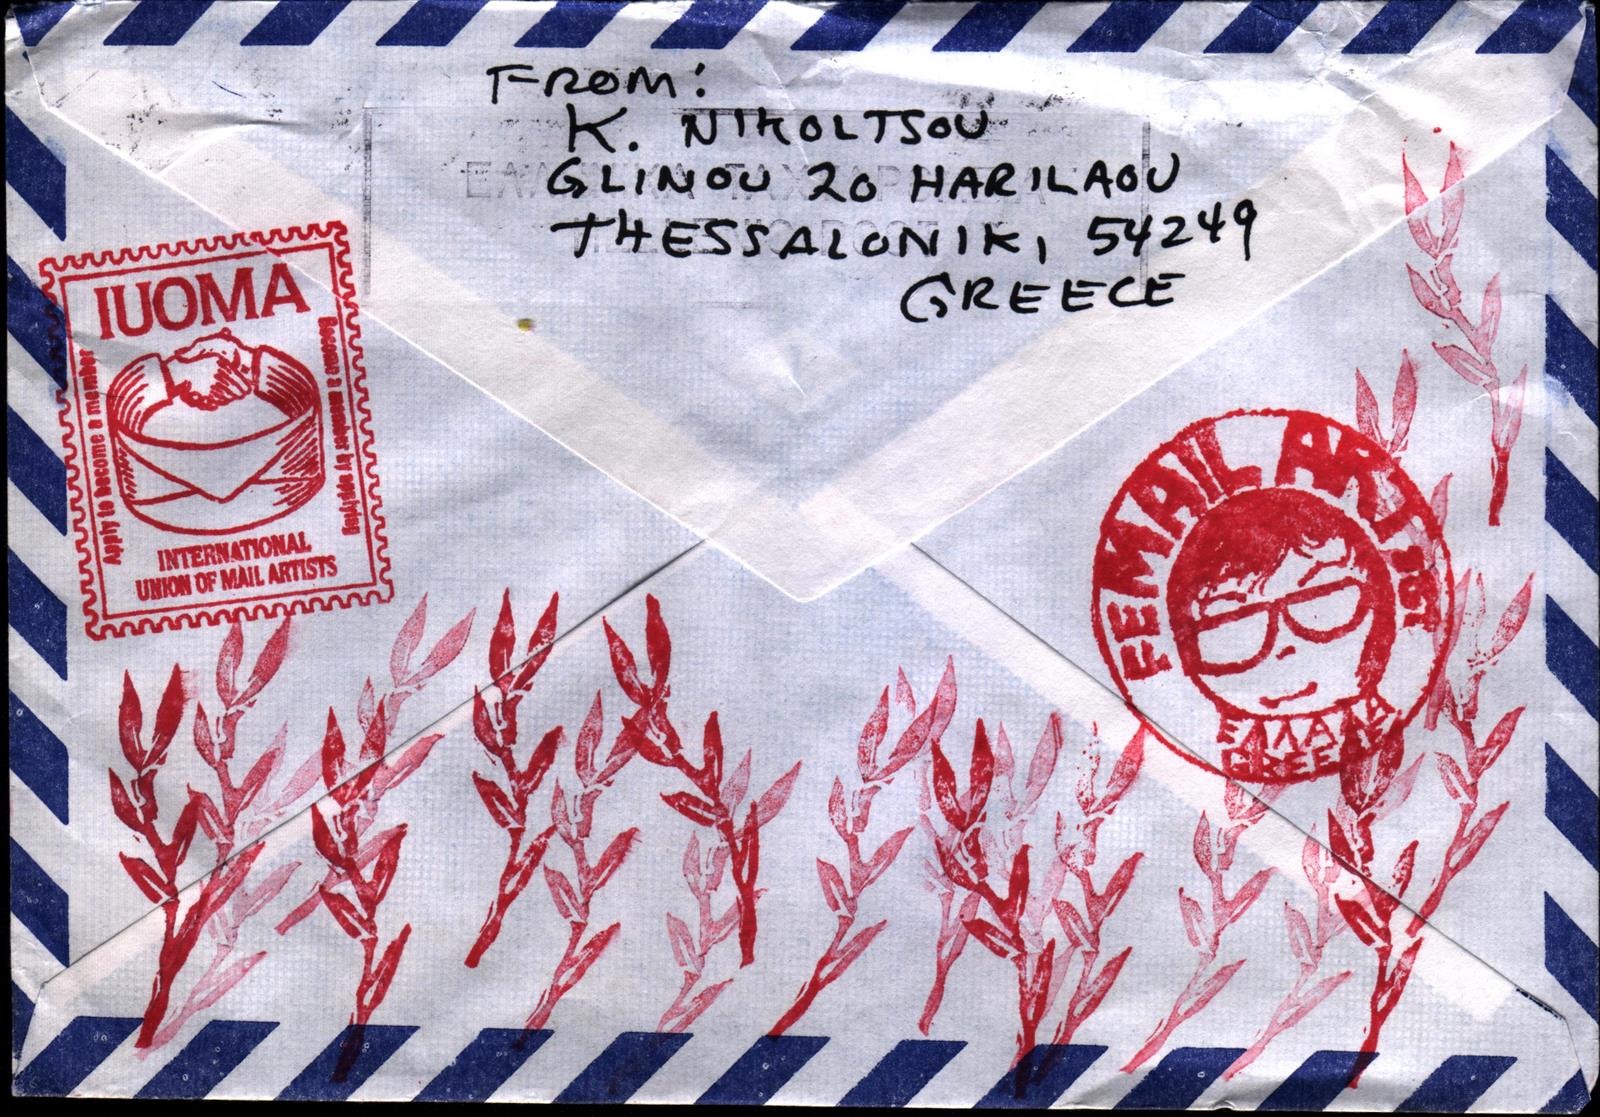 FROM:
K. NIKOLTSOU
GLINOU 20 HARILAOU
THESSALONIKI, 54249
GREECE
IUOMA
Apply to become a member
Become a member by applying
INTERNATIONAL
UNION OF MAIL ARTISTS
FEMAIL ARTIST
ΕΛΛΑΔΑ
GREECE